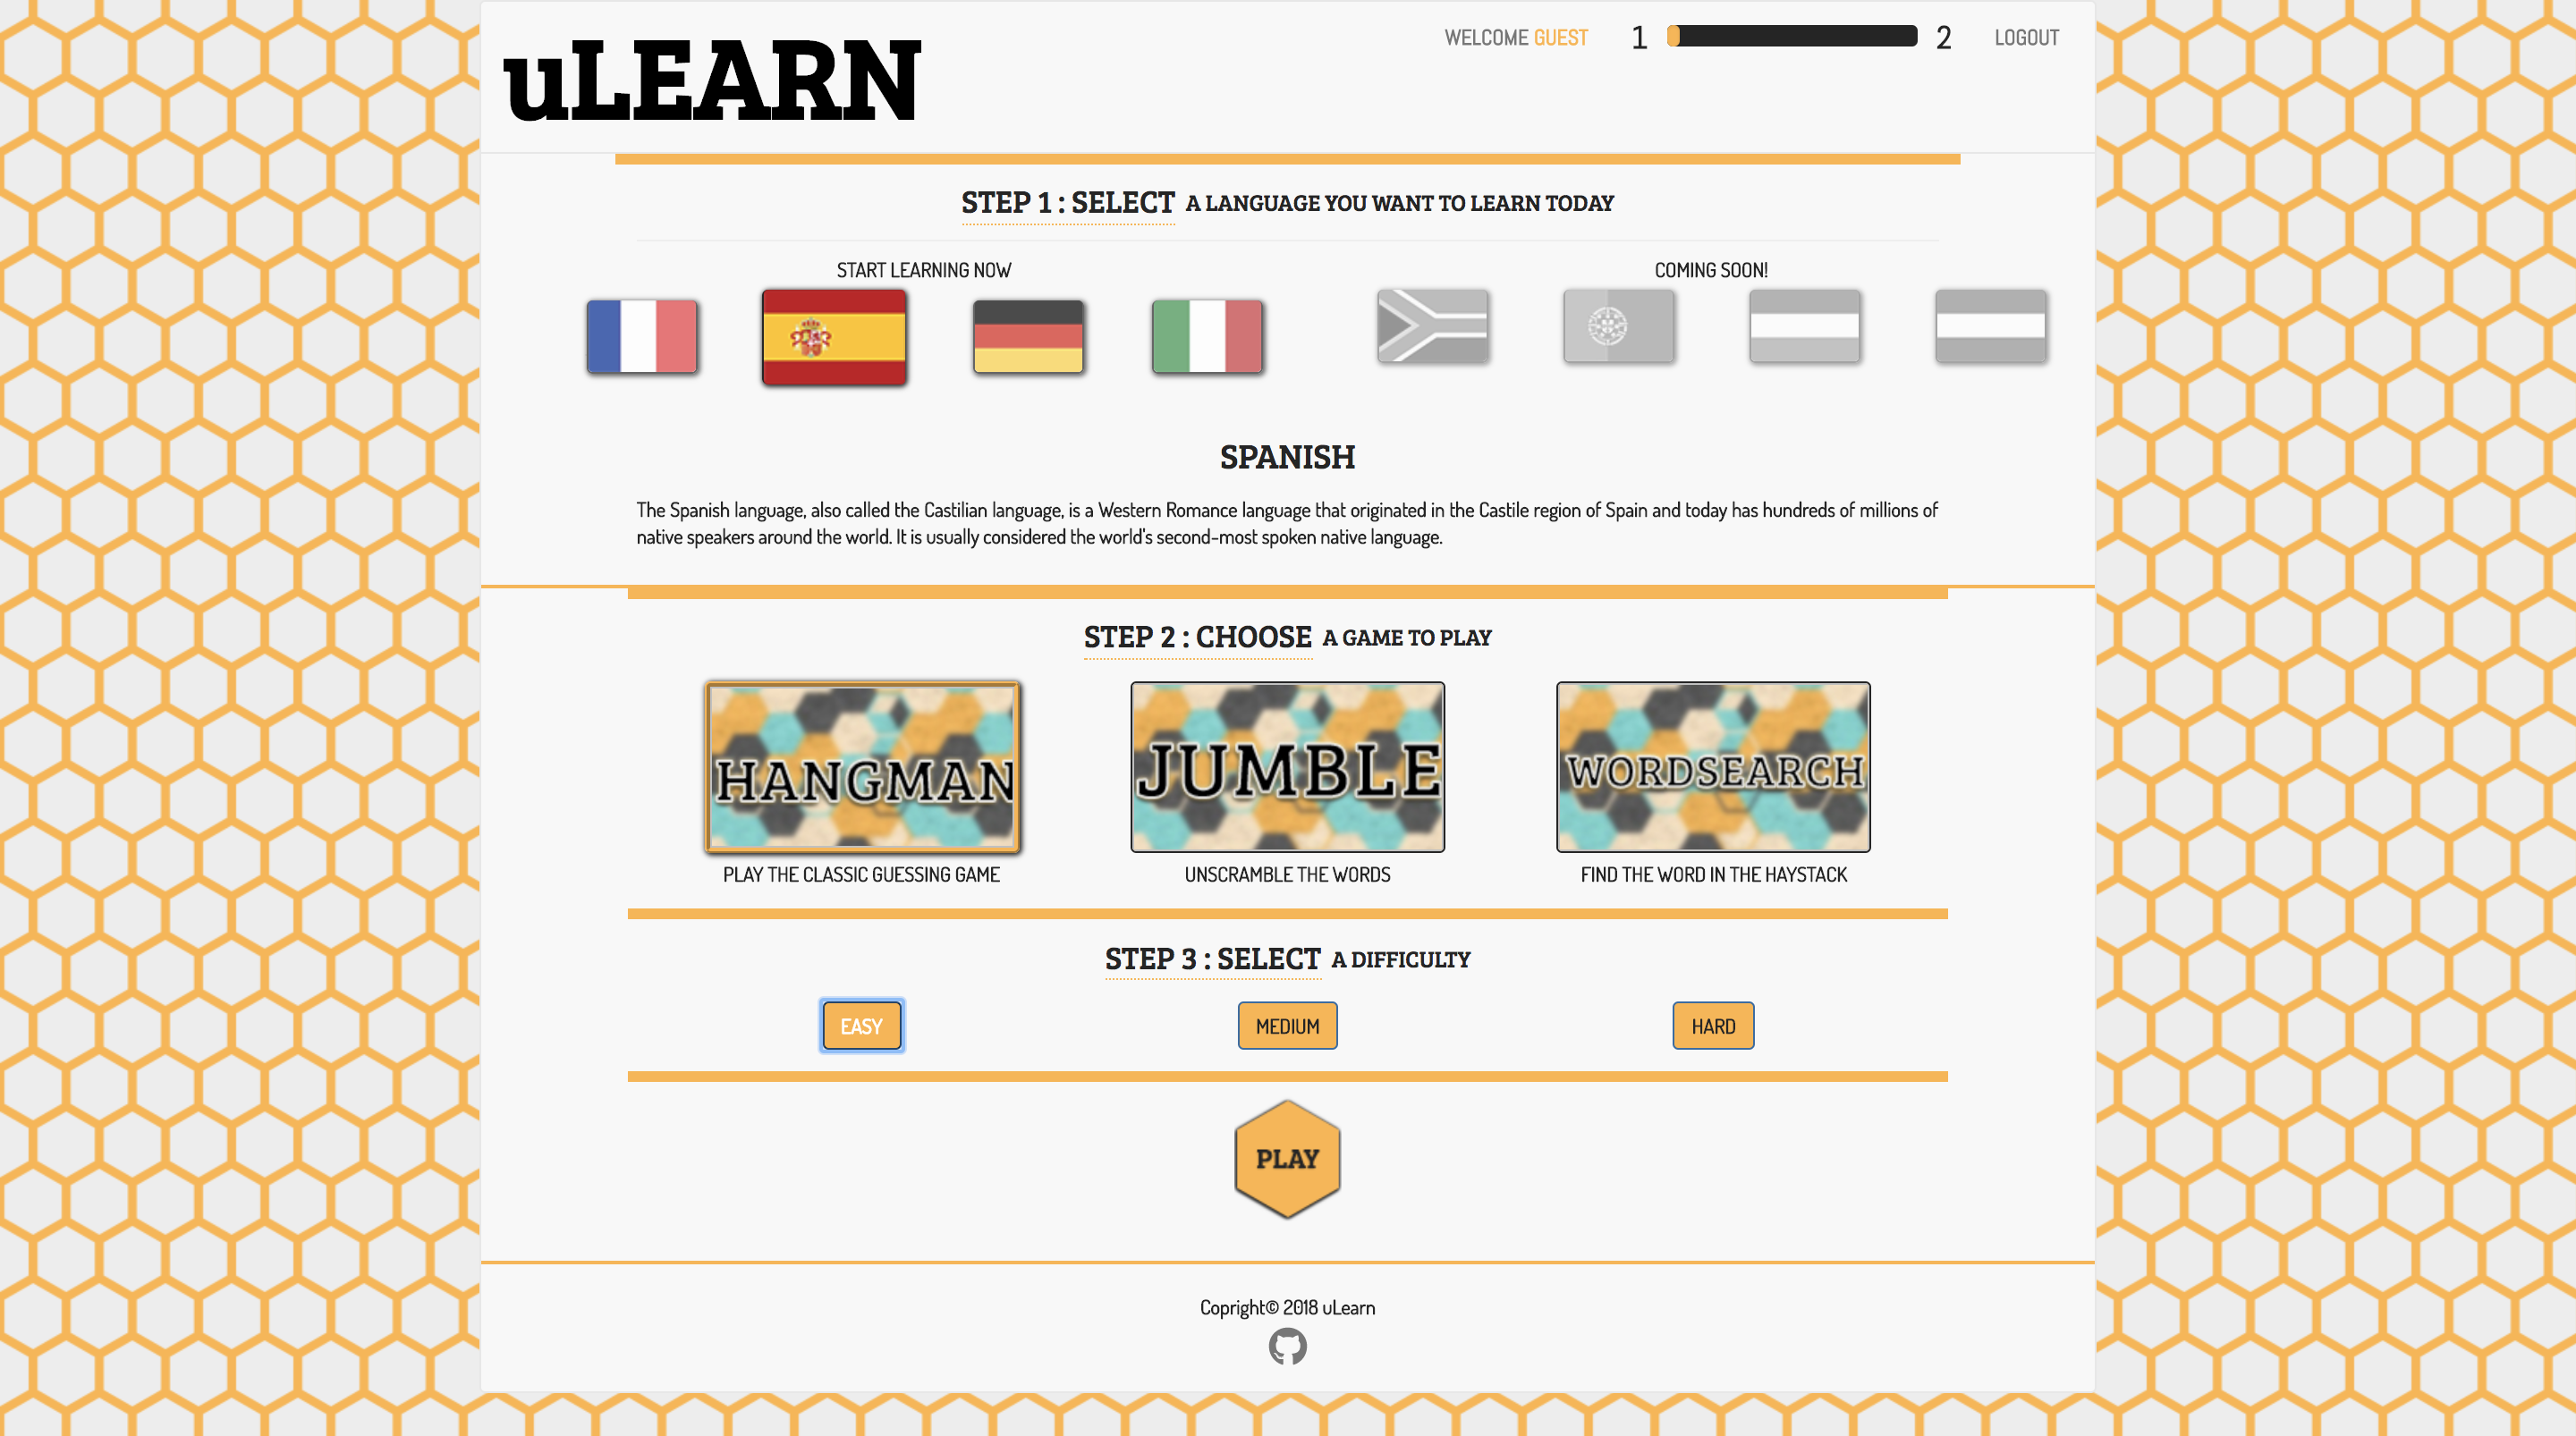 uLEARN
WELCOME GUEST 1 2 LOGOUT
STEP 1 : SELECT A LANGUAGE YOU WANT TO LEARN TODAY
START LEARNING NOW
COMING SOON!
SPANISH
The Spanish language, also called the Castilian language, is a Western Romance language that originated in the Castile region of Spain and today has hundreds of millions of
native speakers around the world. It is usually considered the world's second-most spoken native language.
STEP 2 : CHOOSE A GAME TO PLAY
HANGMAN
JUMBLE
WORDSEARCH
PLAY THE CLASSIC GUESSING GAME
UNSCRAMBLE THE WORDS
FIND THE WORD IN THE HAYSTACK
STEP 3 : SELECT A DIFFICULTY
EASY
MEDIUM
HARD
PLAY
Copright© 2018 uLearn